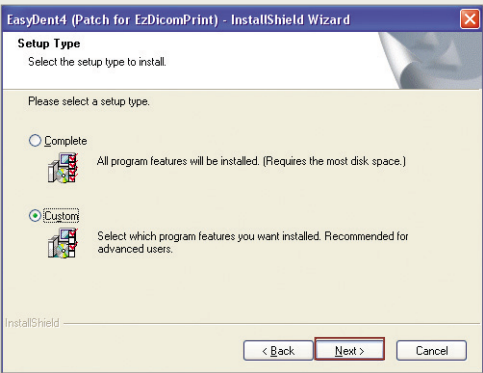 EasyDent4 (Patch for EzDicomPrint) - InstallShield Wizard
Setup Type
Select the setup type to install.
Please select a setup type.
Complete
All program features will be installed. (Requires the most disk space.)
Custom
Select which program features you want installed. Recommended for
advanced users.
InstallShield
< Back Next > Cancel